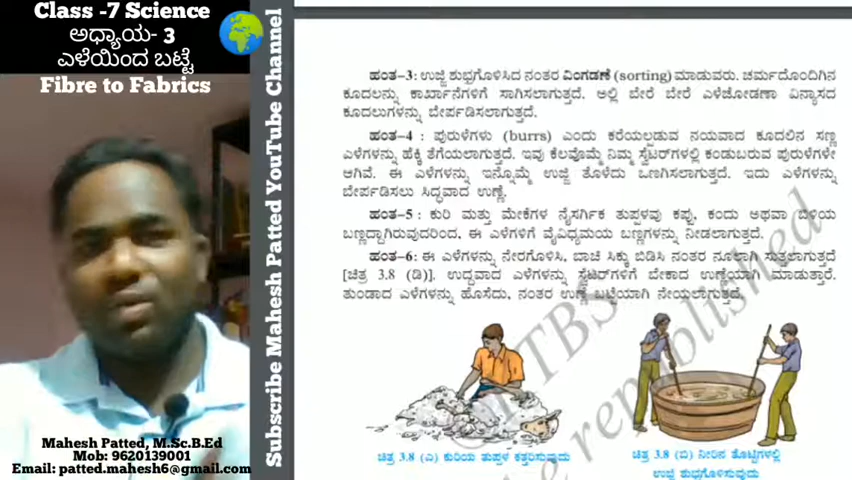 Class -7 Science
ಅಧ್ಯಾಯ- 3
ಎಳೆಯಿಂದ ಬಟ್ಟೆ
Fibre to Fabrics
Subscribe Mahesh Patted YouTube Channel
Mahesh Patted, M.Sc.B.Ed
Mob: 9620139001
Email: patted.mahesh6@gmail.com
ಹಂತ–3: ಉಜ್ಜಿ ಶುಭ್ರಗೊಳಿಸಿದ ನಂತರ ವಿಂಗಡಣೆ (sorting) ಮಾಡುವರು. ಚರ್ಮದೊಂದಿಗಿನ
ಕೂದಲನ್ನು ಕಾರ್ಖಾನೆಗಳಿಗೆ ಸಾಗಿಸಲಾಗುತ್ತದೆ. ಅಲ್ಲಿ ಬೇರೆ ಬೇರೆ ಎಳೆಜೋಡಣಾ ವಿನ್ಯಾಸದ
ಕೂದಲುಗಳನ್ನು ಬೇರ್ಪಡಿಸಲಾಗುತ್ತದೆ.
ಹಂತ–4 : ಪುರುಳೆಗಳು (burrs) ಎಂದು ಕರೆಯಲ್ಪಡುವ ನಯವಾದ ಕೂದಲಿನ ಸಣ್ಣ
ಎಳೆಗಳನ್ನು ಹೆಕ್ಕಿ ತೆಗೆಯಲಾಗುತ್ತದೆ. ಇವು ಕೆಲವೊಮ್ಮೆ ನಿಮ್ಮ ಸ್ವೆಟರ್‌ಗಳಲ್ಲಿ ಕಂಡುಬರುವ ಪುರುಳೆಗಳೇ
ಆಗಿವೆ. ಈ ಎಳೆಗಳನ್ನು ಇನ್ನೊಮ್ಮೆ ಉಜ್ಜಿ ತೊಳೆದು ಒಣಗಿಸಲಾಗುತ್ತದೆ. ಇದು ಎಳೆಗಳನ್ನು
ಬೇರ್ಪಡಿಸಲು ಸಿದ್ಧವಾದ ಉಣ್ಣೆ.
ಹಂತ–5 : ಕುರಿ ಮತ್ತು ಮೇಕೆಗಳ ನೈಸರ್ಗಿಕ ತುಪ್ಪಳವು ಕಪ್ಪು, ಕಂದು ಅಥವಾ ಬಿಳಿಯ
ಬಣ್ಣದ್ದಾಗಿರುವುದರಿಂದ, ಈ ಎಳೆಗಳಿಗೆ ವೈವಿಧ್ಯಮಯ ಬಣ್ಣಗಳನ್ನು ನೀಡಲಾಗುತ್ತದೆ.
ಹಂತ–6 : ಈ ಎಳೆಗಳನ್ನು ನೇರಗೊಳಿಸಿ, ಬಾಚಿ ಸಿಕ್ಕು ಬಿಡಿಸಿ ನಂತರ ನೂಲಾಗಿ ಸುತ್ತಲಾಗುತ್ತದೆ
[ಚಿತ್ರ 3.8 (ಡಿ)]. ಉದ್ದವಾದ ಎಳೆಗಳನ್ನು ಸ್ವೆಟರ್‌ಗಳಿಗೆ ಬೇಕಾದ ಉಣ್ಣೆಯಾಗಿ ಮಾಡುತ್ತಾರೆ.
ತುಂಡಾದ ಎಳೆಗಳನ್ನು ಹೊಸೆದು, ನಂತರ ಉಣ್ಣೆ ಬಟ್ಟೆಯಾಗಿ ನೇಯಲಾಗುತ್ತದೆ.
KTBS
be republished
ಚಿತ್ರ 3.8 (ಎ) ಕುರಿಯ ತುಪ್ಪಳ ಕತ್ತರಿಸುವುದು
ಚಿತ್ರ 3.8 (ಬಿ) ನೀರಿನ ತೊಟ್ಟಿಗಳಲ್ಲಿ
ಉಜ್ಜಿ ಶುಭ್ರಗೊಳಿಸುವುದು